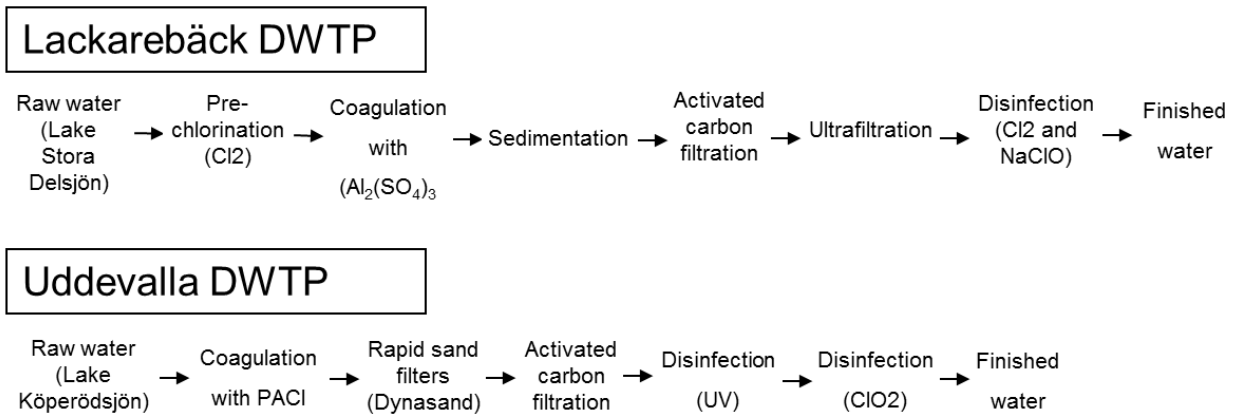 Lackarebäck DWTP
Raw water
(Lake
Stora
Delsjön)
Pre-
chlorination
(Cl2)
Coagulation
with
(Al₂(SO₄)₃
Sedimentation
Activated
carbon
filtration
Ultrafiltration
Disinfection
(Cl2 and
NaClO)
Finished
water
Uddevalla DWTP
Raw water
(Lake
Köperödsjön)
Coagulation
with PACl
Rapid sand
filters
(Dynasand)
Activated
carbon
filtration
Disinfection
(UV)
Disinfection
(ClO2)
Finished
water